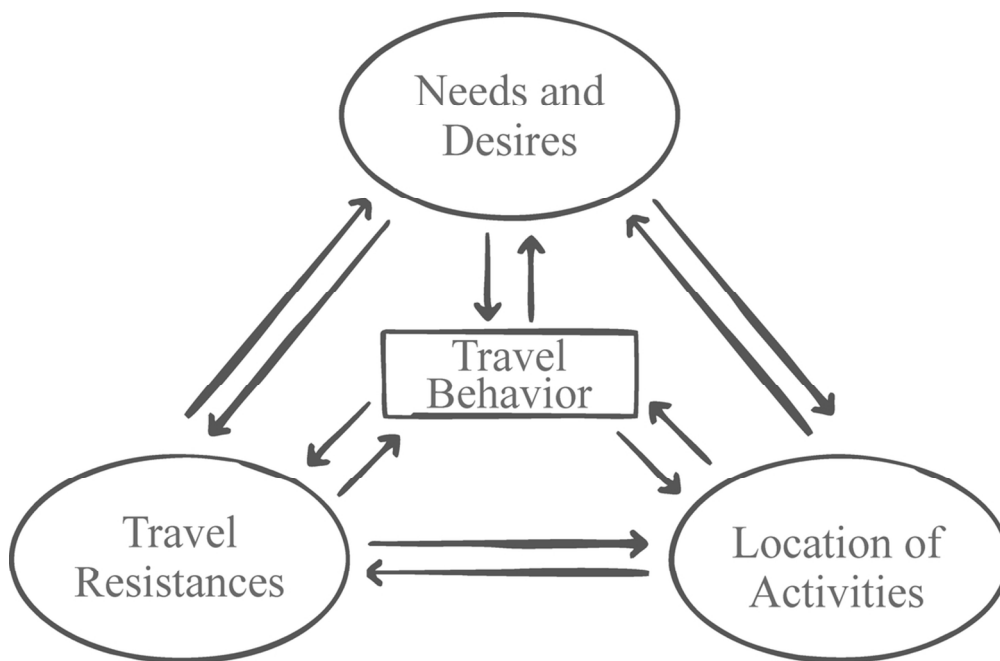 Needs and
Desires
Travel
Behavior
Travel
Resistances
Location of
Activities